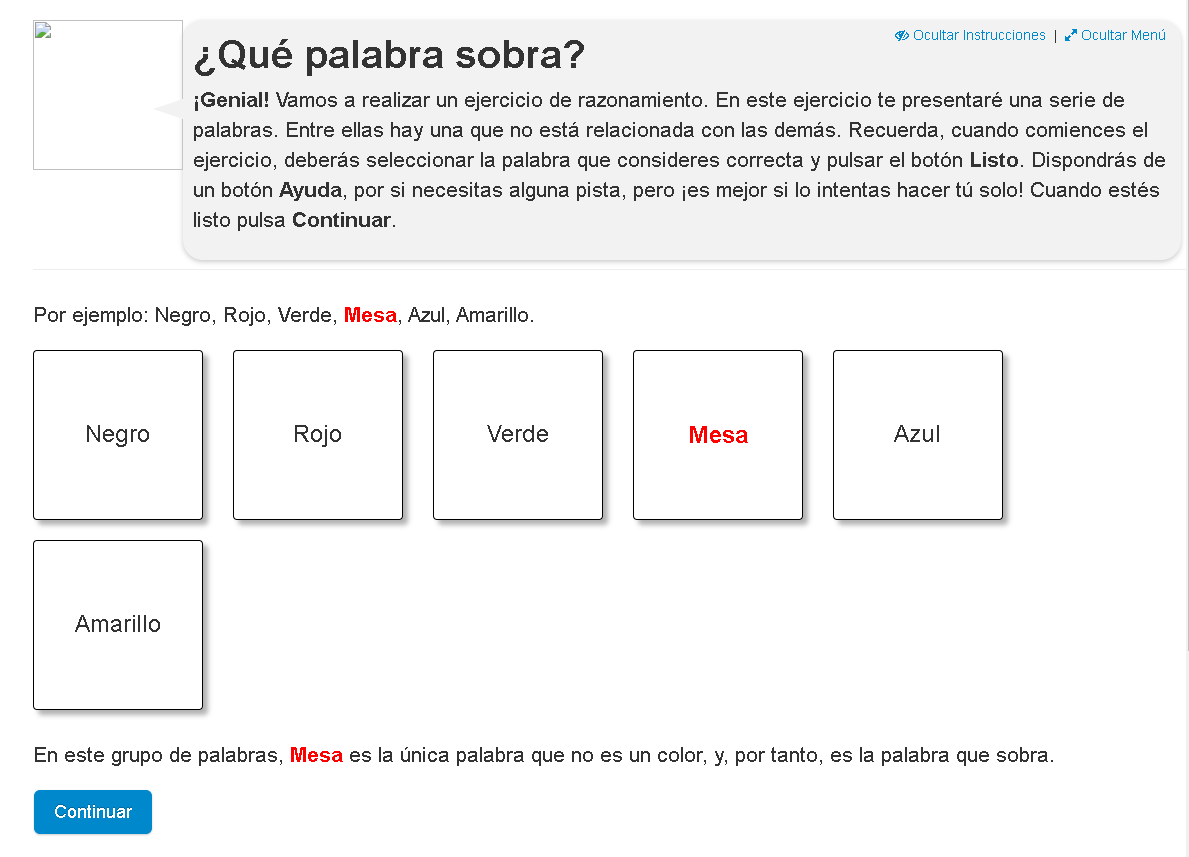 Ocultar Instrucciones | Ocultar Menú
¿Qué palabra sobra?
¡Genial! Vamos a realizar un ejercicio de razonamiento. En este ejercicio te presentaré una serie de
palabras. Entre ellas hay una que no está relacionada con las demás. Recuerda, cuando comiences el
ejercicio, deberás seleccionar la palabra que consideres correcta y pulsar el botón Listo. Dispondrás de
un botón Ayuda, por si necesitas alguna pista, pero ¡es mejor si lo intentas hacer tú solo! Cuando estés
listo pulsa Continuar.
Por ejemplo: Negro, Rojo, Verde, Mesa, Azul, Amarillo.
Negro
Rojo
Verde
Mesa
Azul
Amarillo
En este grupo de palabras, Mesa es la única palabra que no es un color, y, por tanto, es la palabra que sobra.
Continuar